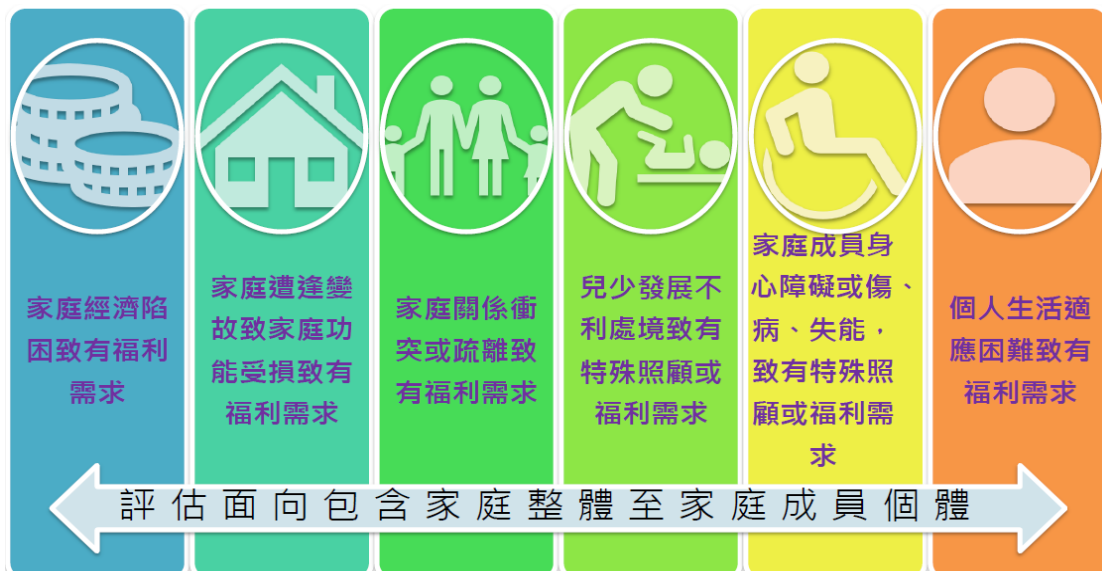 家庭經濟陷
困致有福利
需求
家庭遭逢變
故致家庭功
能受損致有
福利需求
家庭關係衝
突或疏離致
有福利需求
兒少發展不
利處境致有
特殊照顧或
福利需求
家庭成員身
心障礙或傷、
病、失能，
致有特殊照
顧或福利需
求
個人生活適
應困難致有
福利需求
評估面向包含家庭整體至家庭成員個體